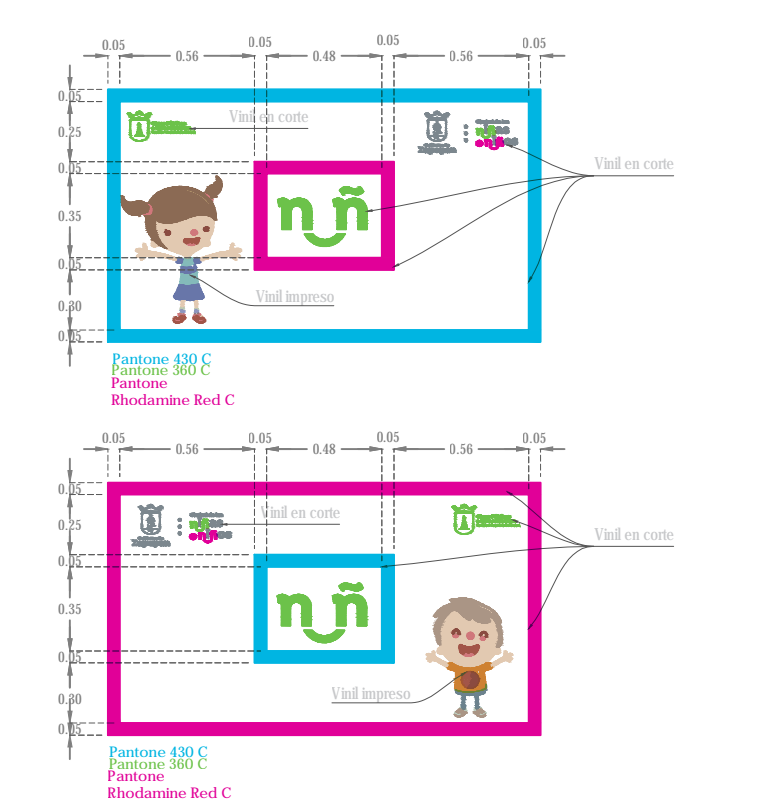 0.05 0.56 0.05 0.48 0.05 0.56 0.05
0.05
Vinil en corte
0.25
Vinil en corte
0.05
nuñ
0.35
0.05
Vinil impreso
0.30
0.05
Pantone 430 C
Pantone 360 C
Pantone
Rhodamine Red C
0.05 0.56 0.05 0.48 0.05 0.56 0.05
0.05
Vinil en corte
0.25
Vinil en corte
0.05
nuñ
0.35
0.05
Vinil impreso
0.30
0.05
Pantone 430 C
Pantone 360 C
Pantone
Rhodamine Red C